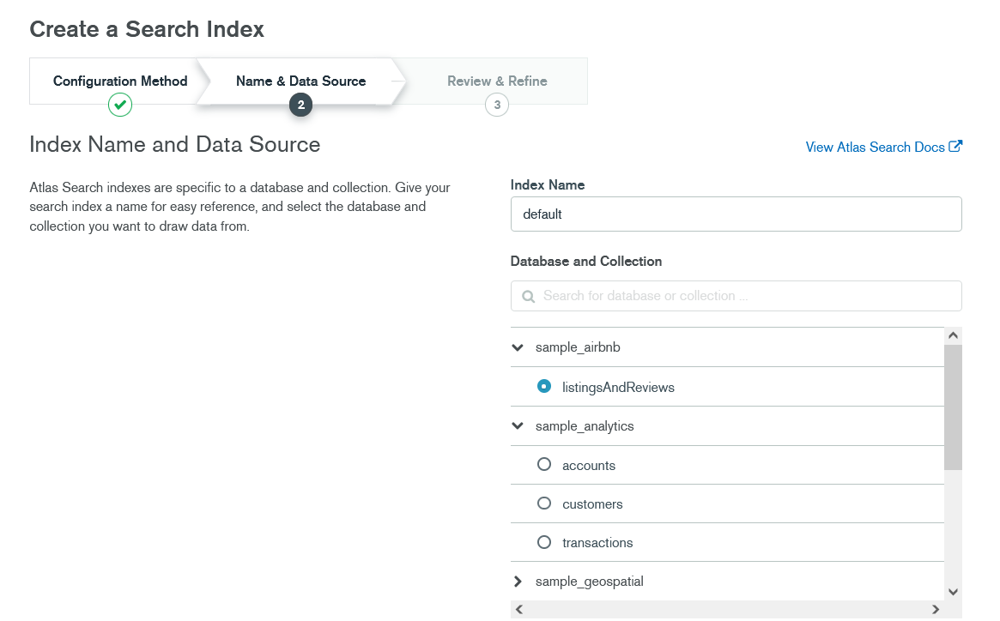 Create a Search Index
Configuration Method
Name & Data Source
Review & Refine
2
3
Index Name and Data Source
View Atlas Search Docs
Atlas Search indexes are specific to a database and collection. Give your
search index a name for easy reference, and select the database and
collection you want to draw data from.
Index Name
default
Database and Collection
Search for database or collection ...
sample_airbnb
listingsAndReviews
sample_analytics
accounts
customers
transactions
sample_geospatial